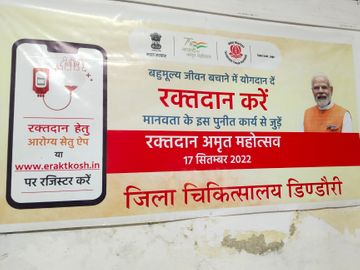 बहुमूल्य जीवन बचाने में योगदान दें
रक्तदान करें
मानवता के इस पुनीत कार्य से जुड़ें
रक्तदान अमृत महोत्सव
17 सितम्बर 2022
रक्तदान हेतु
आरोग्य सेतु ऐप
या
www.eraktkosh.in
पर रजिस्टर करें
जिला चिकित्सालय डिण्डौरी